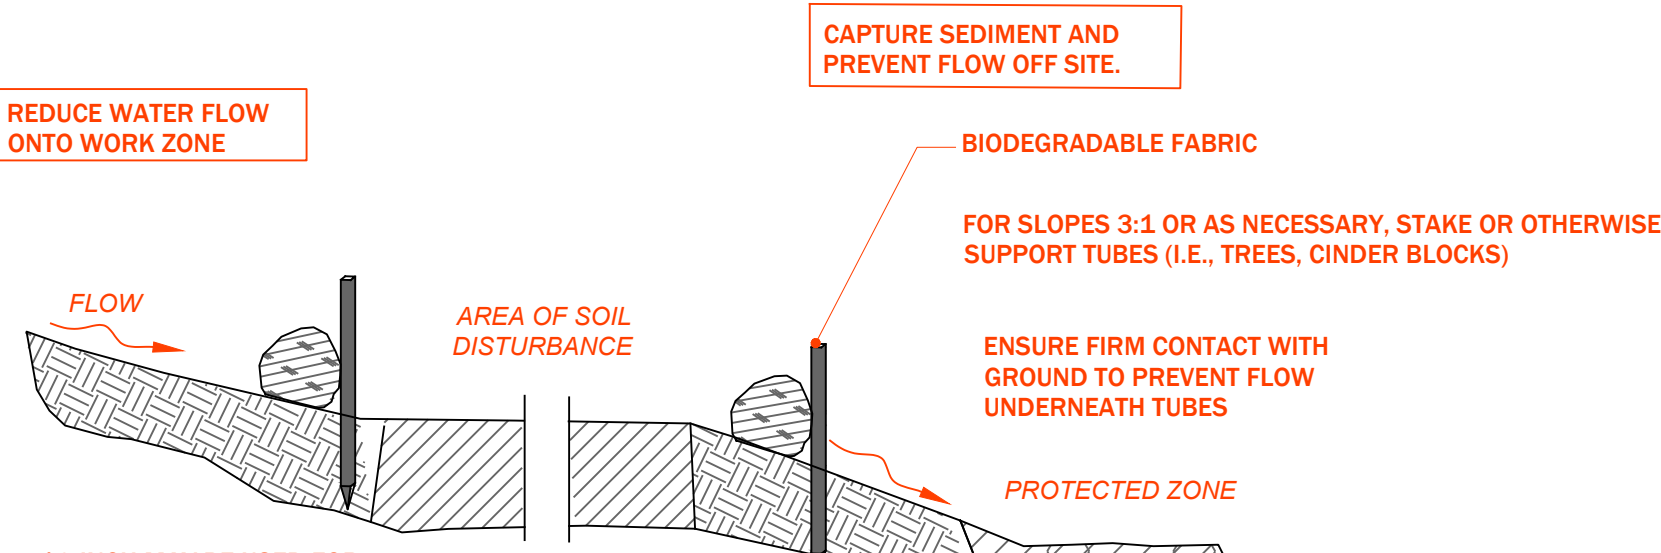 CAPTURE SEDIMENT AND
PREVENT FLOW OFF SITE.
REDUCE WATER FLOW
ONTO WORK ZONE
BIODEGRADABLE FABRIC
FOR SLOPES 3:1 OR AS NECESSARY, STAKE OR OTHERWISE
SUPPORT TUBES (I.E., TREES, CINDER BLOCKS)
FLOW
AREA OF SOIL
DISTURBANCE
ENSURE FIRM CONTACT WITH
GROUND TO PREVENT FLOW
UNDERNEATH TUBES
PROTECTED ZONE